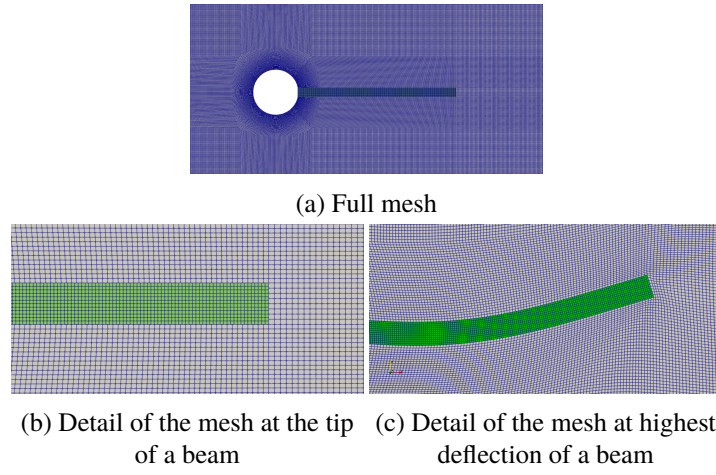 (a) Full mesh
(b) Detail of the mesh at the tip
of a beam
(c) Detail of the mesh at highest
deflection of a beam